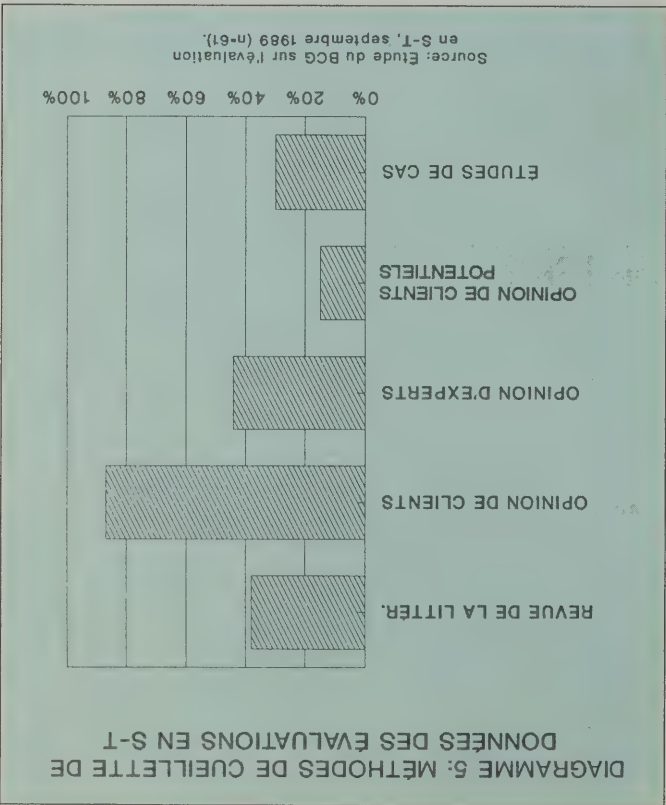 DIAGRAMME 5: MÉTHODES DE CUEILLETTE DE
DONNÉES DES ÉVALUATIONS EN S-T
REVUE DE LA LITTÉR.
OPINION DE CLIENTS
OPINION D'EXPERTS
OPINION DE CLIENTS
POTENTIELS
ÉTUDES DE CAS
0% 20% 40% 60% 80% 100%
Source: Étude du BCG sur l'évaluation
en S-T, septembre 1989 (n=61).